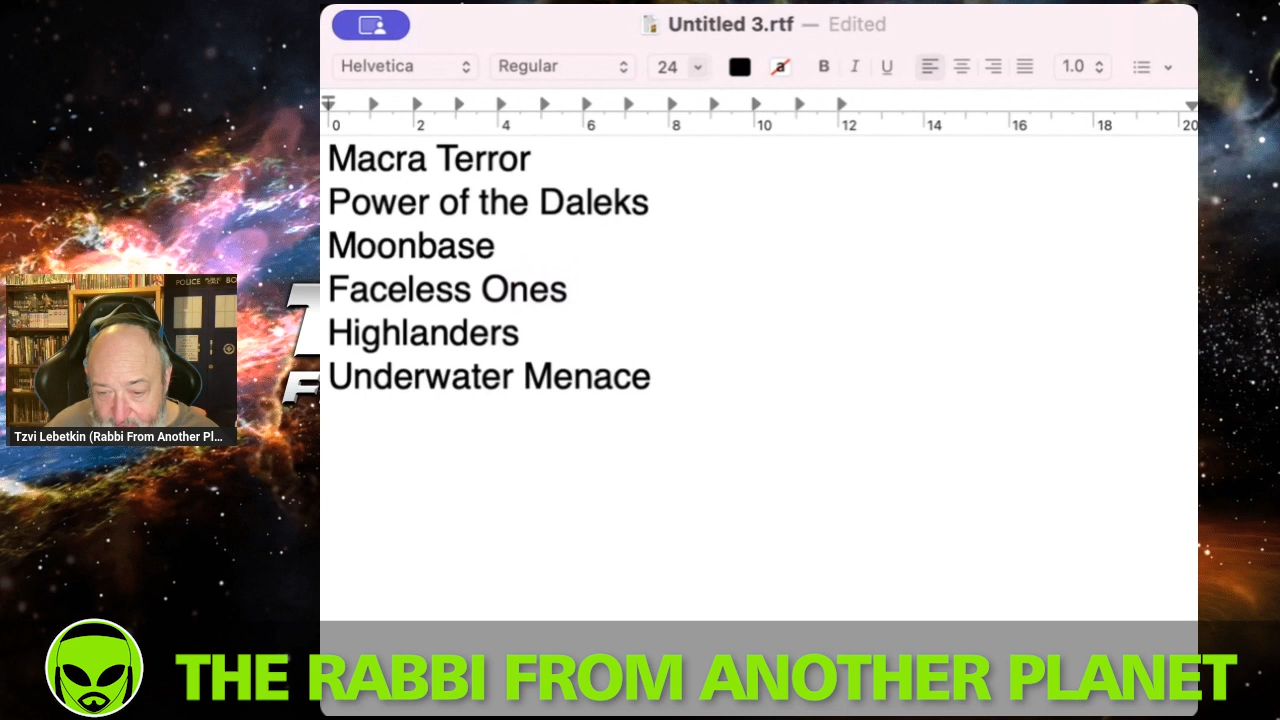 Untitled 3.rtf — Edited
Helvetica Regular 24 a B I U 1.0
0 2 4 6 8 10 12 14 16 18 20
Macra Terror
Power of the Daleks
Moonbase
Faceless Ones
Highlanders
Underwater Menace
POLICE BO
Tzvi Lebetkin (Rabbi From Another Pl...
THE RABBI FROM ANOTHER PLANET